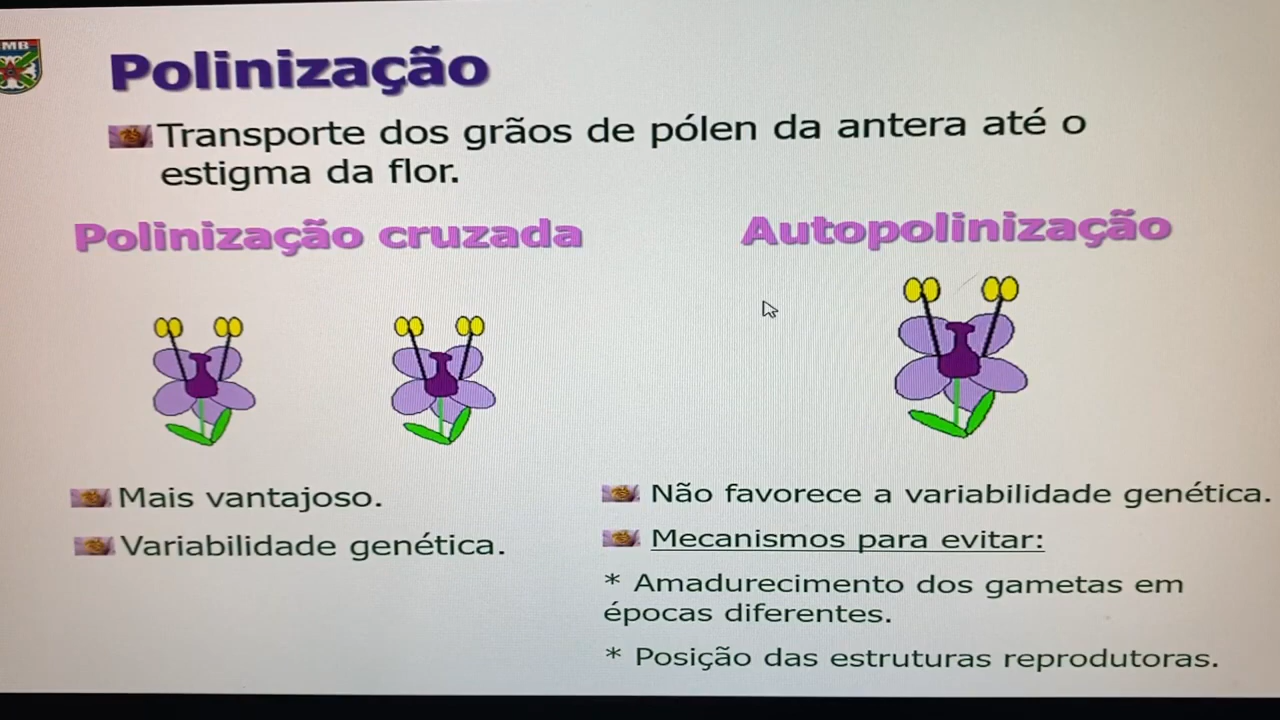 MB
Polinização
Transporte dos grãos de pólen da antera até o
estigma da flor.
Polinização cruzada
Autopolinização
Mais vantajoso.
Variabilidade genética.
Não favorece a variabilidade genética.
Mecanismos para evitar:
* Amadurecimento dos gametas em
épocas diferentes.
* Posição das estruturas reprodutoras.